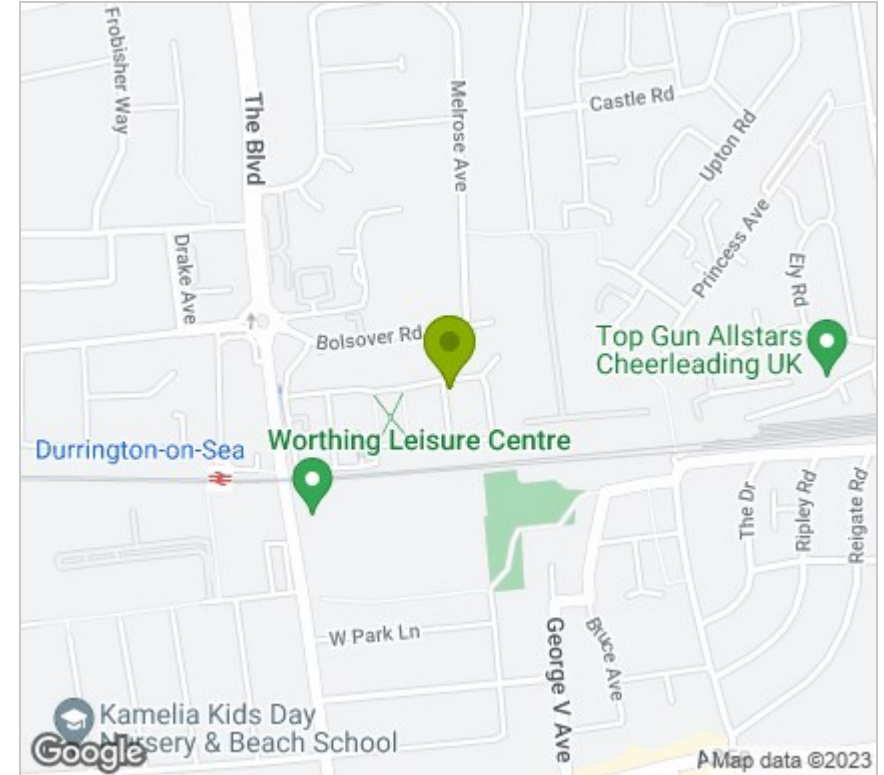 Frobisher Way
The Blvd
Melrose Ave
Castle Rd
Upton Rd
Princess Ave
Ely Rd
Drake Ave
Bolsover Rd
Top Gun Allstars
Cheerleading UK
Durrington-on-Sea
Worthing Leisure Centre
The Dr
Ripley Rd
Reigate Rd
W Park Ln
George V Ave
Bruce Ave
Kamelia Kids Day
Nursery & Beach School
Google
Map data ©2023